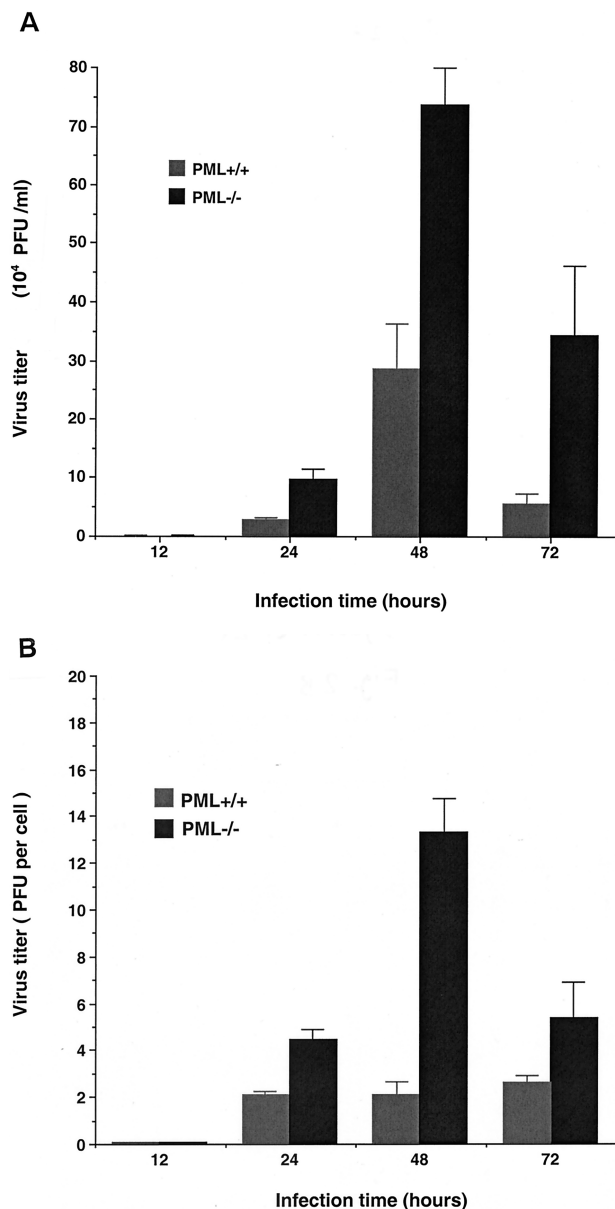 A
80
70
60
50
40
30
20
10
0
Virus titer (10⁴ PFU /ml)
PML+/+
PML-/-
12 24 48 72
Infection time (hours)
B
20
18
16
14
12
10
8
6
4
2
0
Virus titer ( PFU per cell )
PML+/+
PML-/-
12 24 48 72
Infection time (hours)